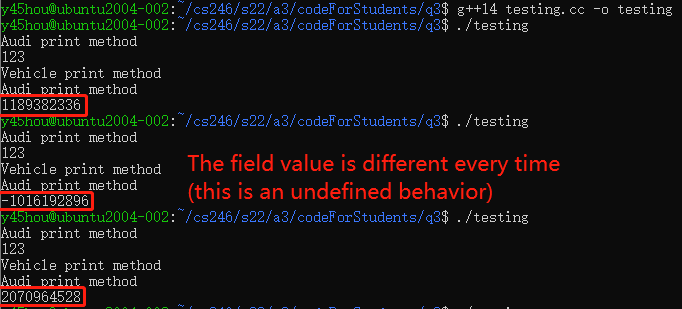 y45hou@ubuntu2004-002:~/cs246/s22/a3/codeForStudents/q3$ g++14 testing.cc -o testing
y45hou@ubuntu2004-002:~/cs246/s22/a3/codeForStudents/q3$ ./testing
Audi print method
123
Vehicle print method
Audi print method
1189382336
y45hou@ubuntu2004-002:~/cs246/s22/a3/codeForStudents/q3$ ./testing
Audi print method
123
Vehicle print method
Audi print method
-1016192896
The field value is different every time
(this is an undefined behavior)
y45hou@ubuntu2004-002:~/cs246/s22/a3/codeForStudents/q3$ ./testing
Audi print method
123
Vehicle print method
Audi print method
2070964528